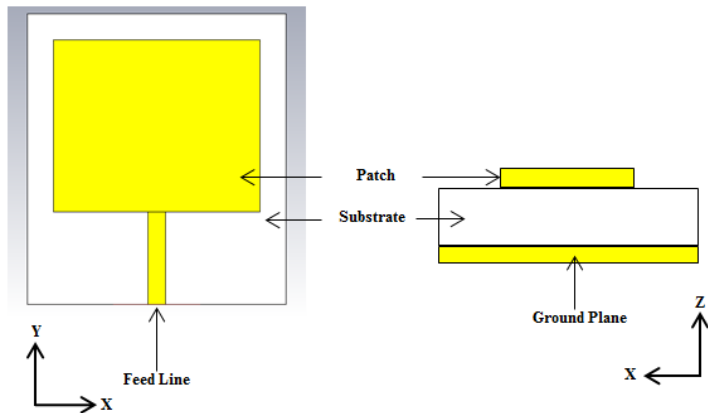 Patch
Substrate
Ground Plane
Feed Line
Y
X
Z
X